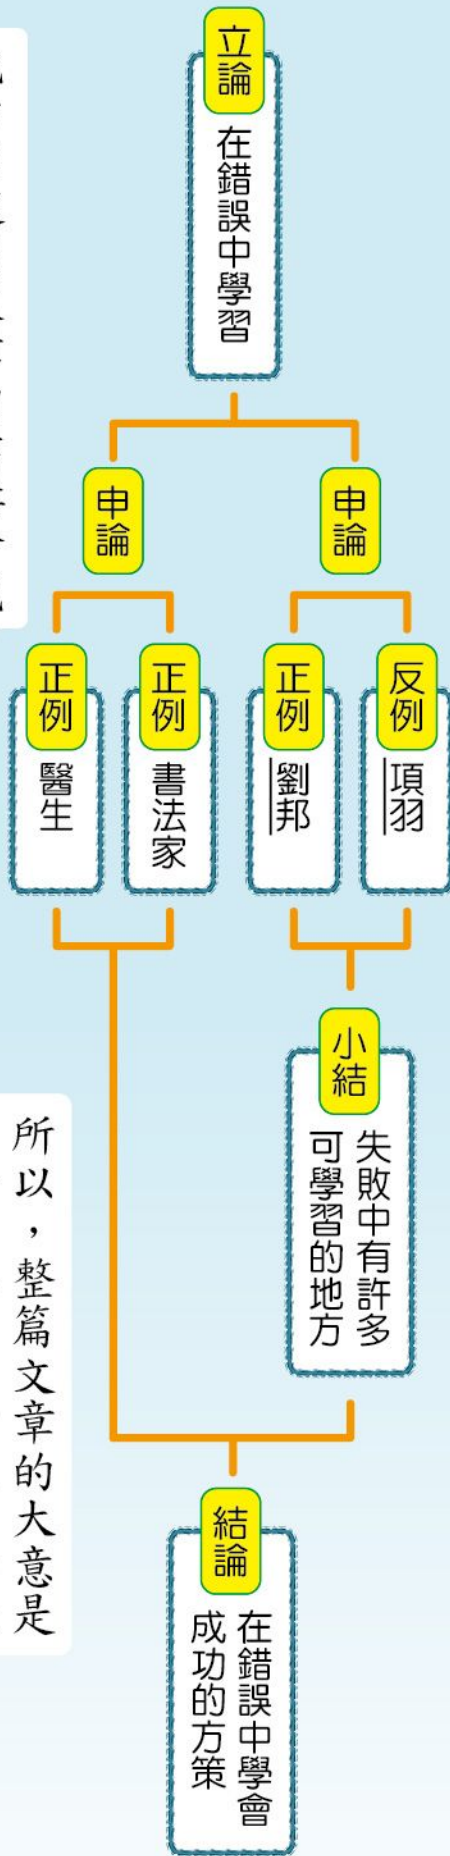 立論
在錯誤中學習
申論
反例
項羽
正例
劉邦
小結
失敗中有許多
可學習的地方
申論
正例
書法家
正例
醫生
結論
在錯誤中學會
成功的方策
所以，整篇文章的大意是